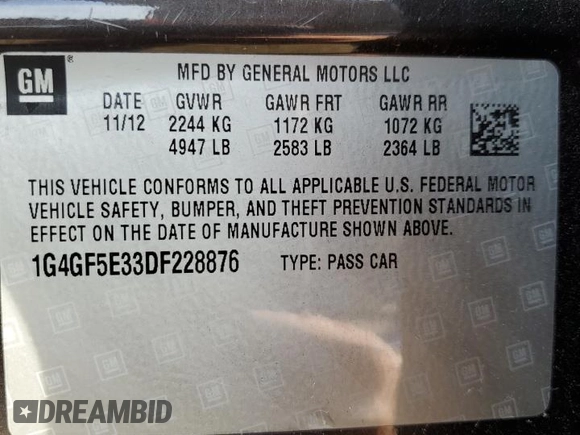 GM
MFD BY GENERAL MOTORS LLC
DATE GVWR GAWR FRT GAWR RR
11/12 2244 KG 1172 KG 1072 KG
4947 LB 2583 LB 2364 LB
THIS VEHICLE CONFORMS TO ALL APPLICABLE U.S. FEDERAL MOTOR
VEHICLE SAFETY, BUMPER, AND THEFT PREVENTION STANDARDS IN
EFFECT ON THE DATE OF MANUFACTURE SHOWN ABOVE.
1G4GF5E33DF228876 TYPE: PASS CAR
DREAMBID